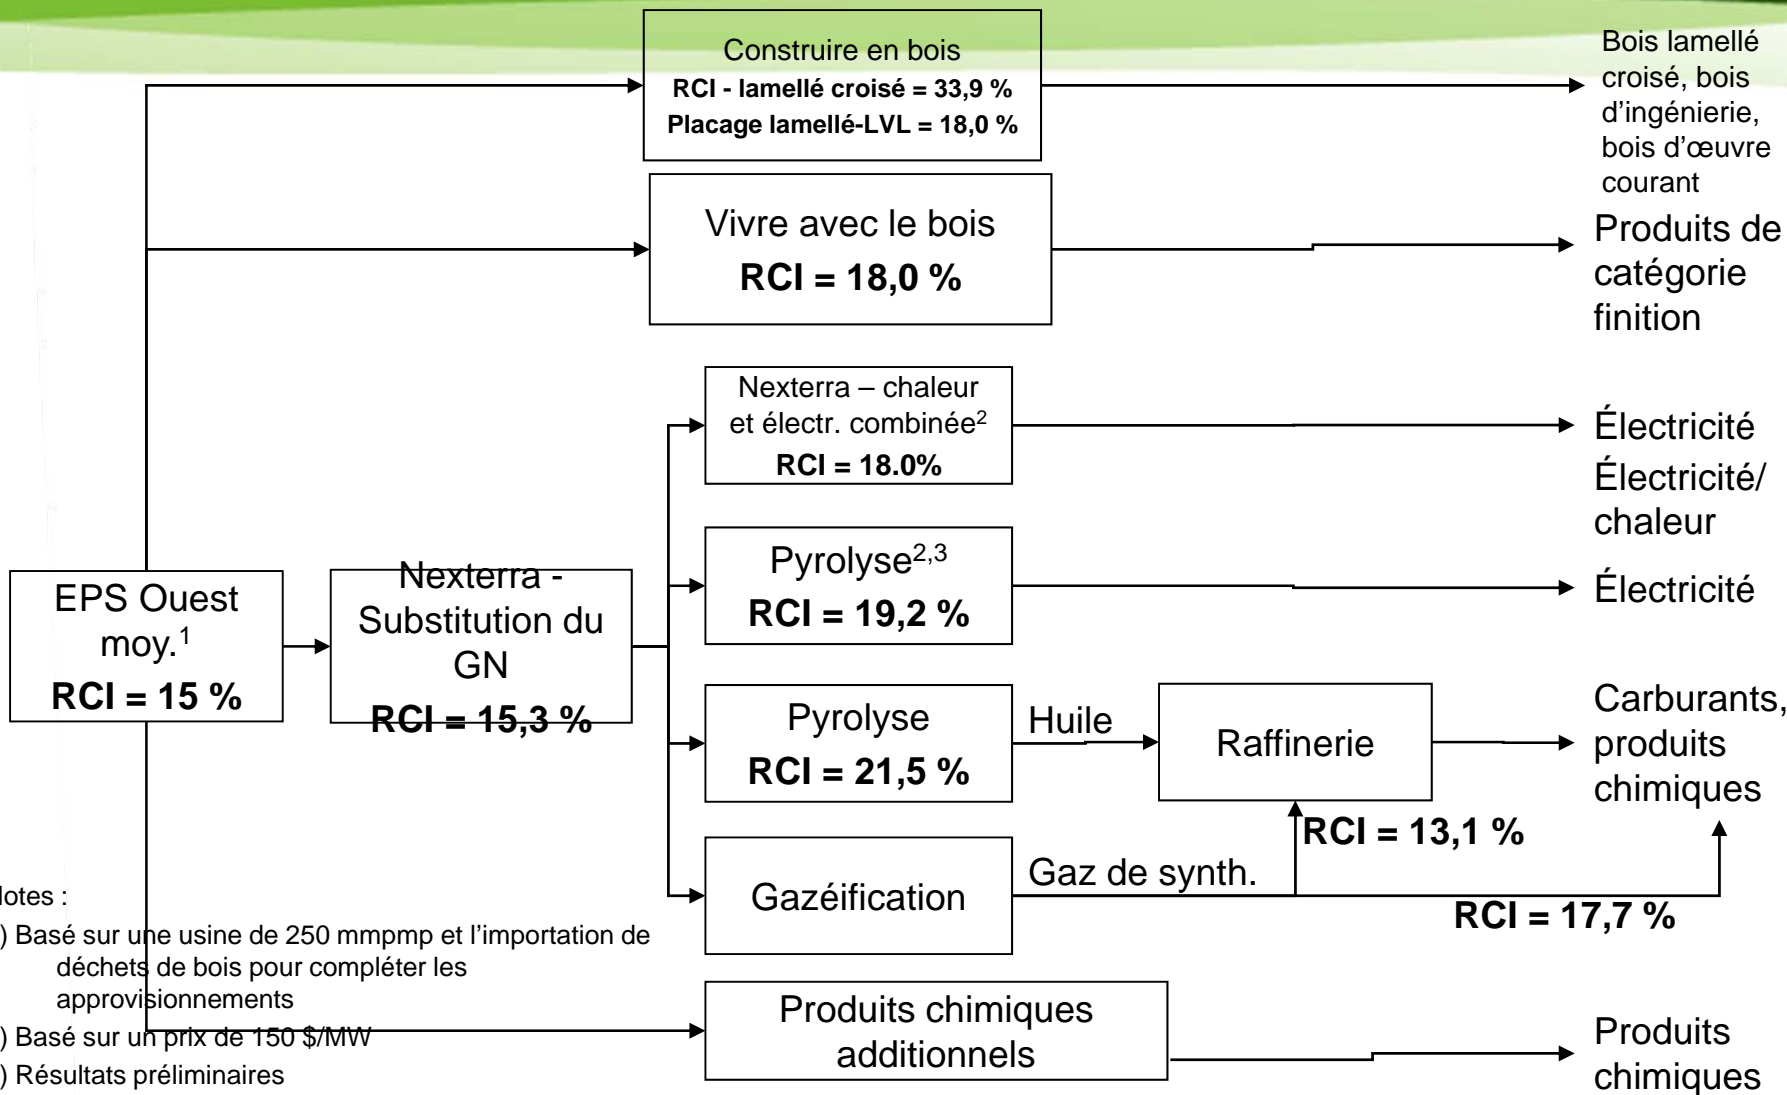 Construire en bois
RCI - lamellé croisé = 33,9 %
Placage lamellé-LVL = 18,0 %
Bois lamellé
croisé, bois
d'ingénierie,
bois d'œuvre
courant
Vivre avec le bois
RCI = 18,0 %
Produits de
catégorie
finition
Nexterra – chaleur
et électr. combinée2
RCI = 18.0%
Électricité
Électricité/
chaleur
Pyrolyse2,3
RCI = 19,2 %
Électricité
EPS Ouest
moy.1
RCI = 15 %
Nexterra -
Substitution du
GN
RCI = 15,3 %
Pyrolyse
RCI = 21,5 %
Huile
Raffinerie
RCI = 13,1 %
Carburants,
produits
chimiques
Gazéification
Gaz de synth.
RCI = 17,7 %
Produits chimiques
additionnels
Produits
chimiques
lotes :
) Basé sur une usine de 250 mmpmp et l'importation de
déchets de bois pour compléter les
approvisionnements
) Basé sur un prix de 150 $/MW
) Résultats préliminaires